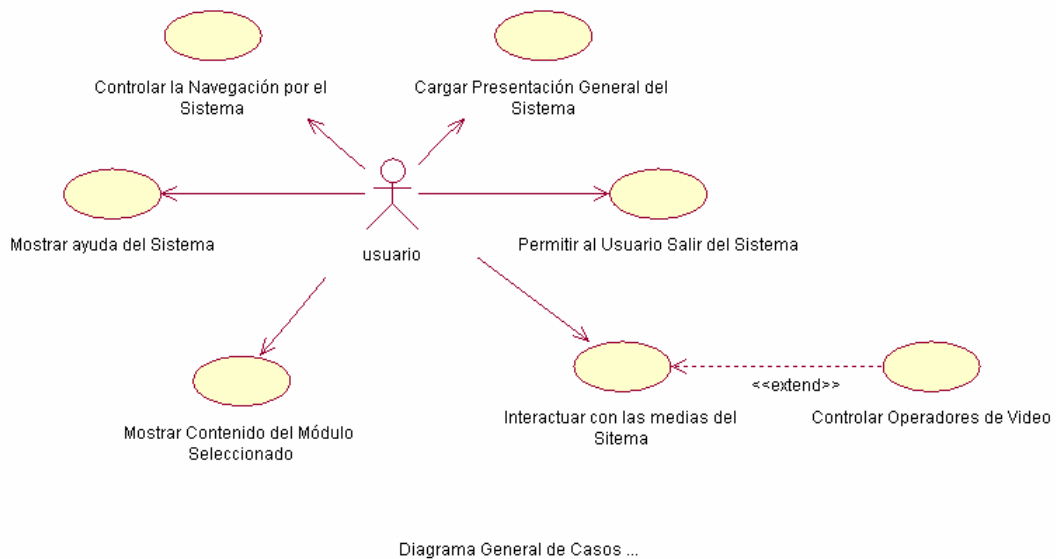 Controlar la Navegación por el
Sistema
Cargar Presentación General del
Sistema
Mostrar ayuda del Sistema
usuario
Permitir al Usuario Salir del Sistema
Mostrar Contenido del Módulo
Seleccionado
Interactuar con las medias del
Sitema
<<extend>>
Controlar Operadores de Video
Diagrama General de Casos ...